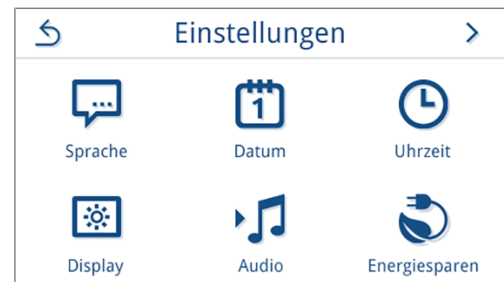 Einstellungen
...
1
Sprache Datum Uhrzeit
Display Audio Energiesparen